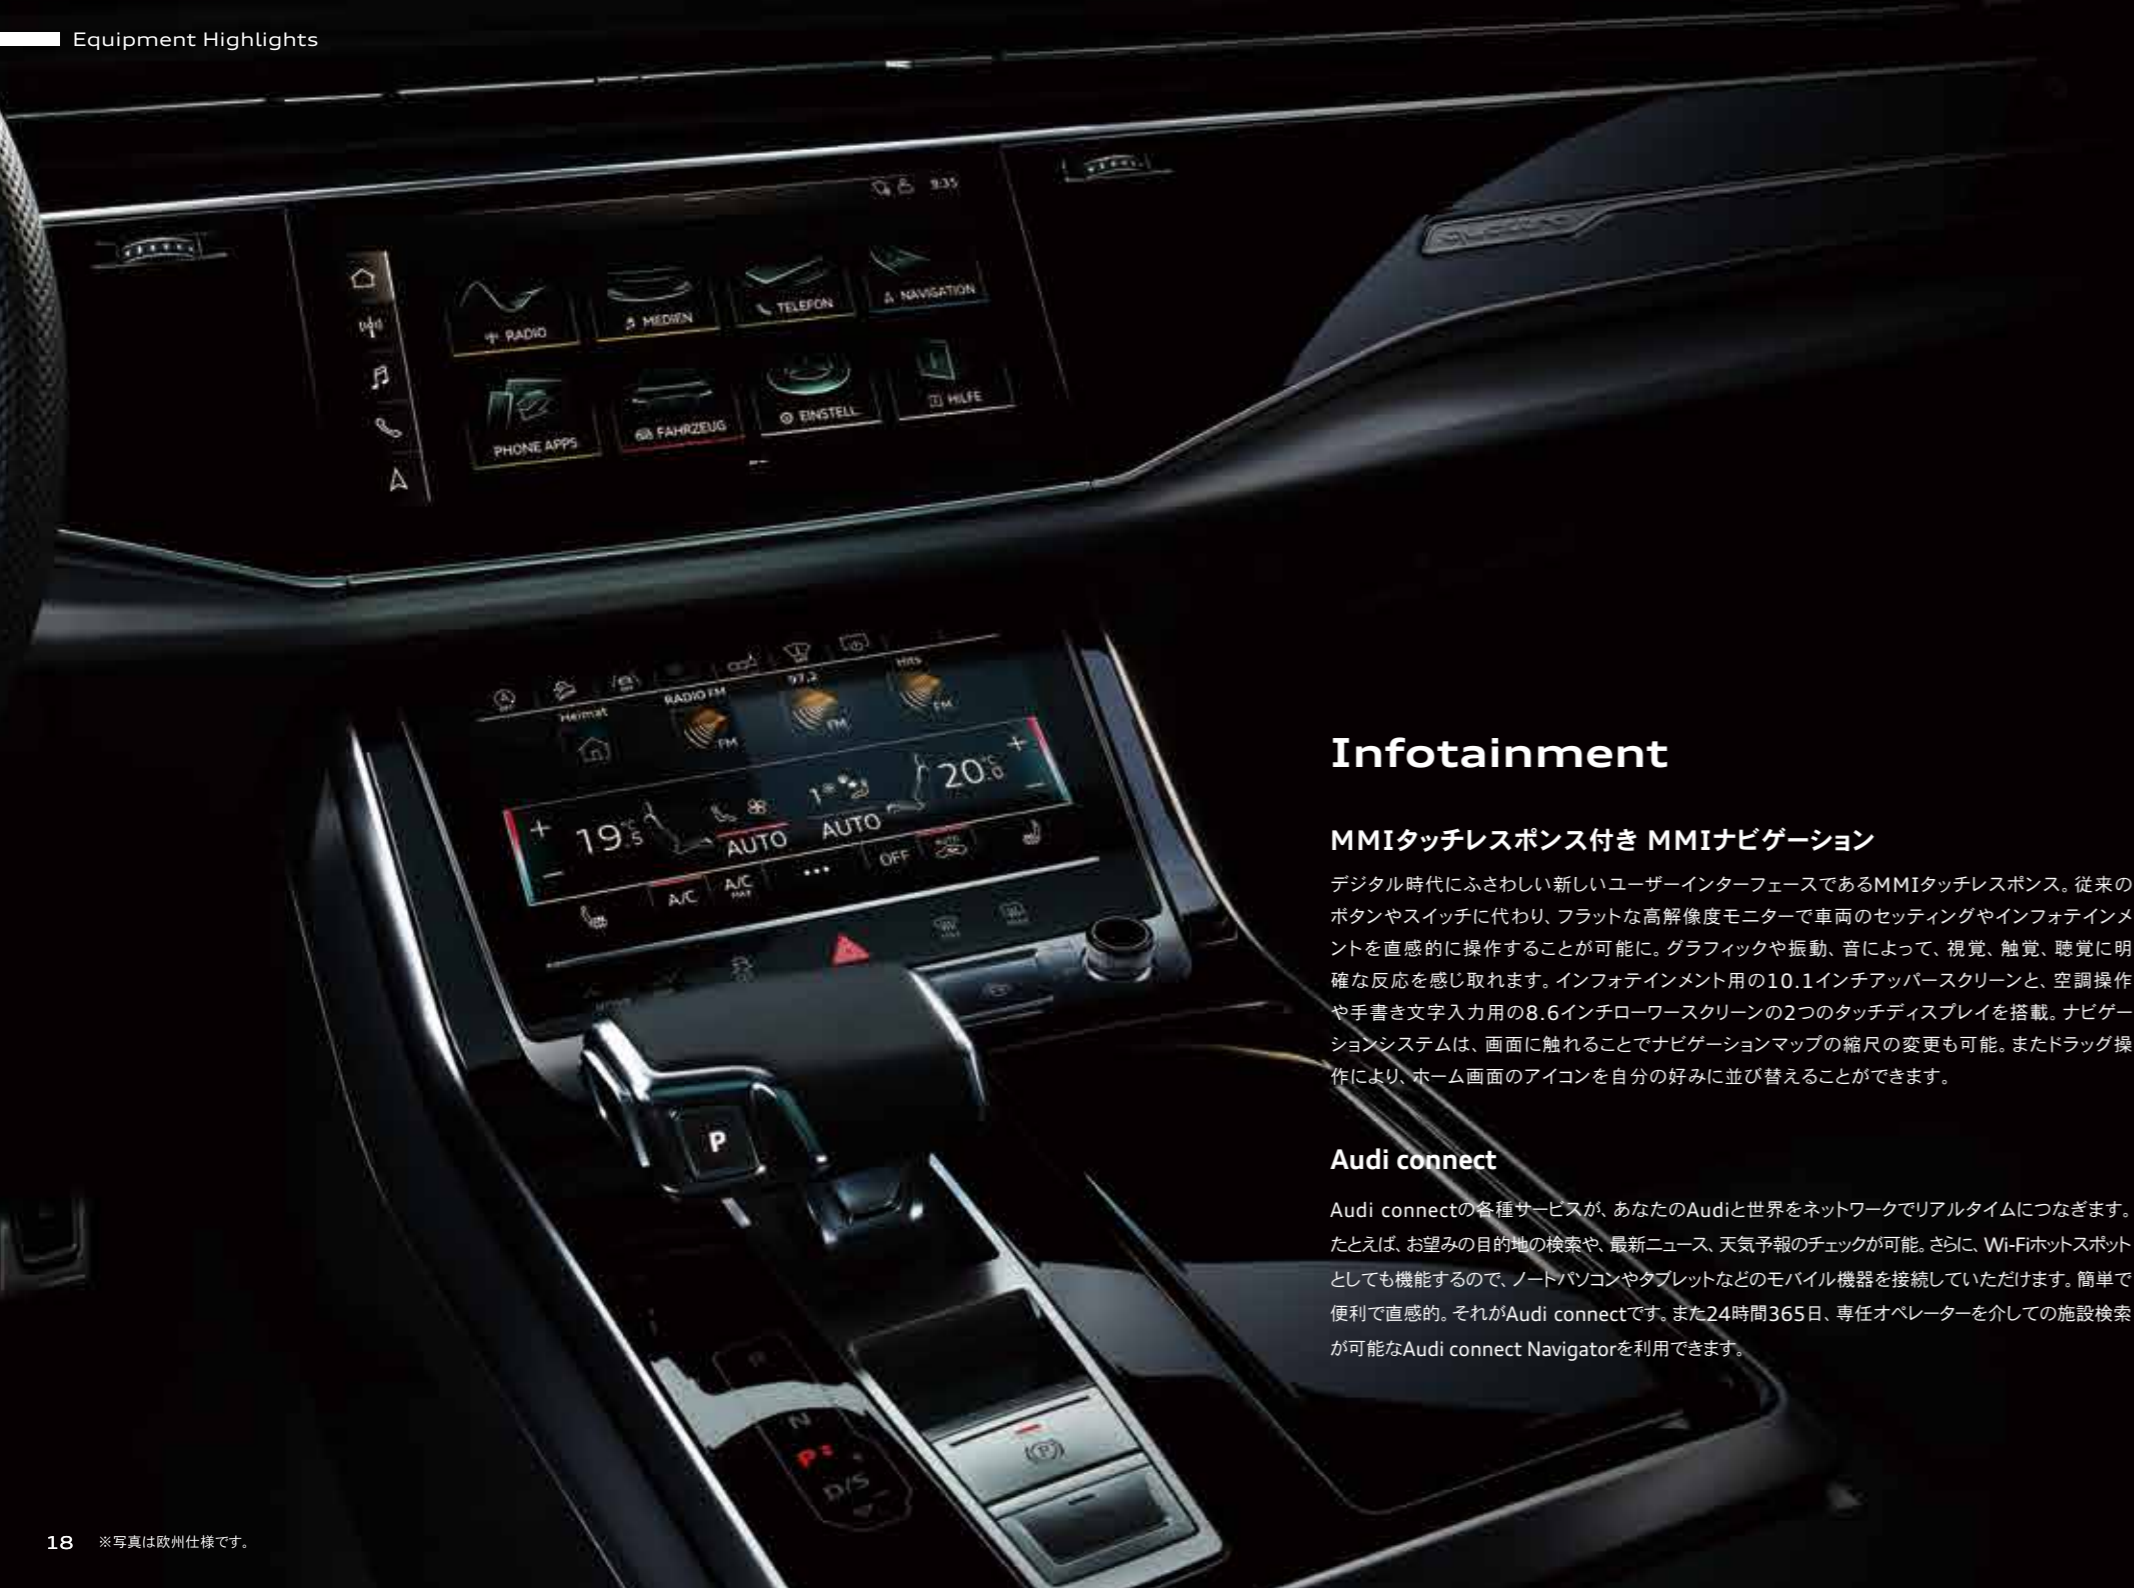 Equipment Highlights
9:35
RADIO
MEDIEN
TELEFON
NAVIGATION
PHONE APPS
FAHRZEUG
EINSTELL
HILFE
quattro
Heimat
RADIO FM
97.2
Hits
FM
FM
FM
19.5 °C
AUTO
AUTO
20.0 °C
A/C
A/C MAX
OFF
P
N
P
D/S
(P)
Infotainment
MMIタッチレスポンス付き MMIナビゲーション
デジタル時代にふさわしい新しいユーザーインターフェースであるMMIタッチレスポンス。従来の
ボタンやスイッチに代わり、フラットな高解像度モニターで車両のセッティングやインフォテインメ
ントを直感的に操作することが可能に。グラフィックや振動、音によって、視覚、触覚、聴覚に明
確な反応を感じ取れます。インフォテインメント用の10.1インチアッパースクリーンと、空調操作
や手書き文字入力用の8.6インチローワースクリーンの2つのタッチディスプレイを搭載。ナビゲー
ションシステムは、画面に触れることでナビゲーションマップの縮尺の変更も可能。またドラッグ操
作により、ホーム画面のアイコンを自分の好みに並び替えることができます。
Audi connect
Audi connectの各種サービスが、あなたのAudiと世界をネットワークでリアルタイムにつなぎます。
たとえば、お望みの目的地の検索や、最新ニュース、天気予報のチェックが可能。さらに、Wi-Fiホットスポット
としても機能するので、ノートパソコンやタブレットなどのモバイル機器を接続していただけます。簡単で
便利で直感的。それがAudi connectです。また24時間365日、専任オペレーターを介しての施設検索
が可能なAudi connect Navigatorを利用できます。
18 ※写真は欧州仕様です。